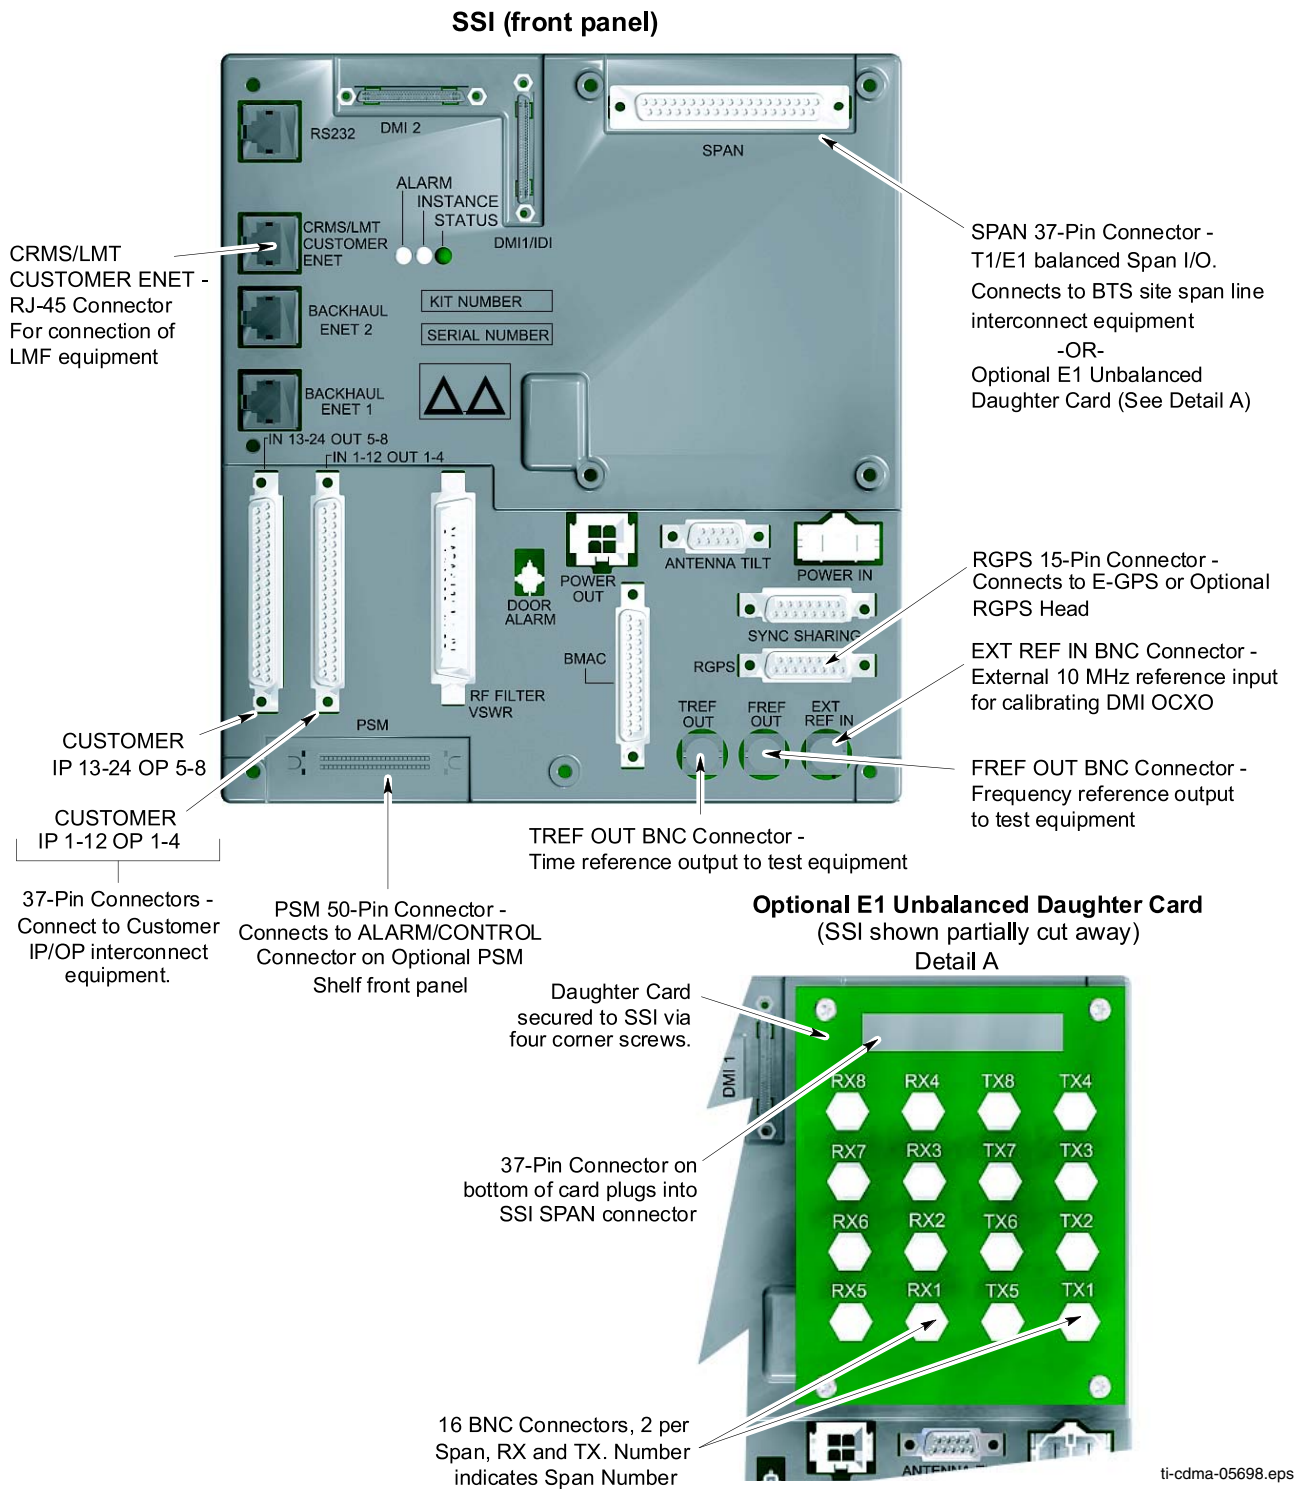 SSI (front panel)
RS232
DMI 2
SPAN
ALARM
INSTANCE
STATUS
DMI1/IDI
CRMS/LMT
CUSTOMER
ENET
BACKHAUL
ENET 2
KIT NUMBER
SERIAL NUMBER
BACKHAUL
ENET 1
IN 13-24 OUT 5-8
IN 1-12 OUT 1-4
CRMS/LMT
CUSTOMER ENET -
RJ-45 Connector
For connection of
LMF equipment
SPAN 37-Pin Connector -
T1/E1 balanced Span I/O.
Connects to BTS site span line
interconnect equipment
-OR-
Optional E1 Unbalanced
Daughter Card (See Detail A)
POWER
OUT
ANTENNA TILT
POWER IN
DOOR
ALARM
SYNC SHARING
BMAC
RGPS
RF FILTER
VSWR
TREF
OUT
FREF
OUT
EXT
REF IN
PSM
RGPS 15-Pin Connector -
Connects to E-GPS or Optional
RGPS Head
EXT REF IN BNC Connector -
External 10 MHz reference input
for calibrating DMI OCXO
FREF OUT BNC Connector -
Frequency reference output
to test equipment
CUSTOMER
IP 13-24 OP 5-8
CUSTOMER
IP 1-12 OP 1-4
37-Pin Connectors -
Connect to Customer
IP/OP interconnect
equipment.
TREF OUT BNC Connector -
Time reference output to test equipment
PSM 50-Pin Connector -
Connects to ALARM/CONTROL
Connector on Optional PSM
Shelf front panel
Optional E1 Unbalanced Daughter Card
(SSI shown partially cut away)
Detail A
Daughter Card
secured to SSI via
four corner screws.
DMI 1
RX8 RX4 TX8 TX4
RX7 RX3 TX7 TX3
RX6 RX2 TX6 TX2
RX5 RX1 TX5 TX1
37-Pin Connector on
bottom of card plugs into
SSI SPAN connector
16 BNC Connectors, 2 per
Span, RX and TX. Number
indicates Span Number
ANTENNA
ti-cdma-05698.eps